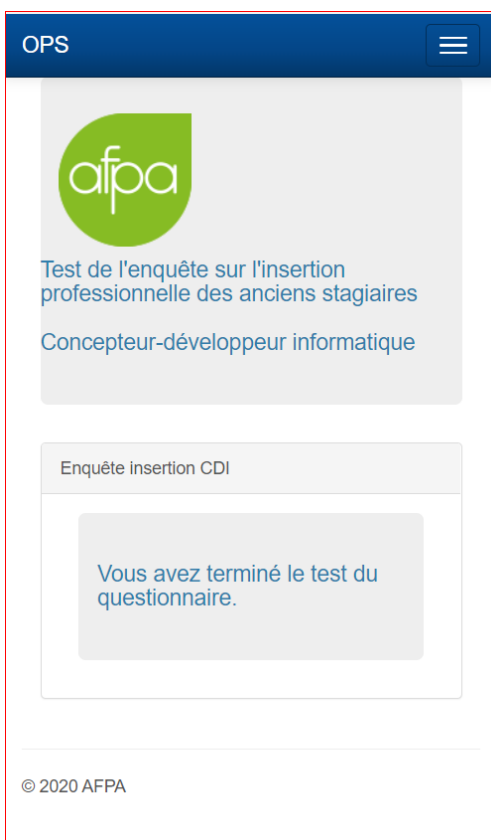 OPS
afpa
Test de l'enquête sur l'insertion
professionnelle des anciens stagiaires
Concepteur-développeur informatique
Enquête insertion CDI
Vous avez terminé le test du
questionnaire.
© 2020 AFPA